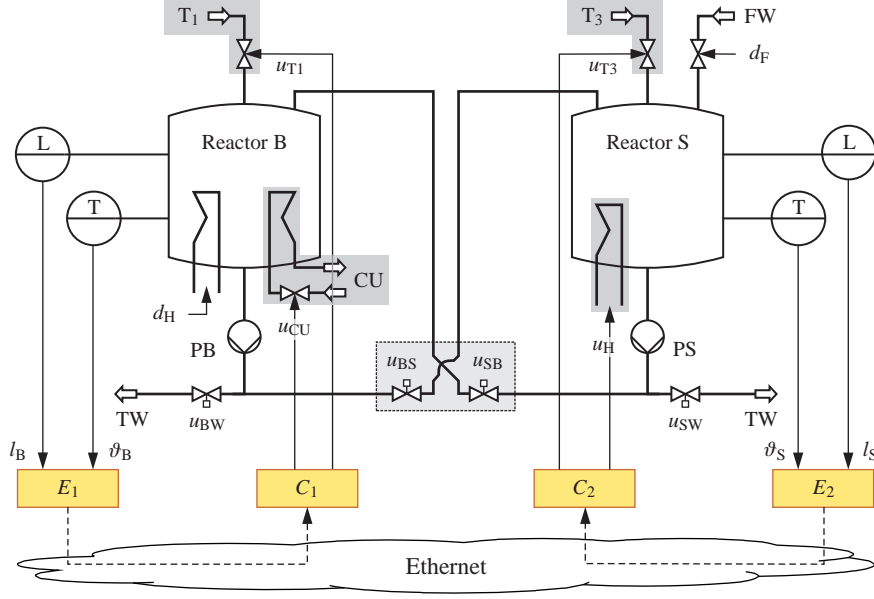 T1 T3 FW
uT1 uT3 dF
L Reactor B Reactor S L
T T
CU
dH uCU
PB uBS uSB uH PS
TW uBW uSW TW
lB ϑB ϑS lS
E1 C1 C2 E2
Ethernet